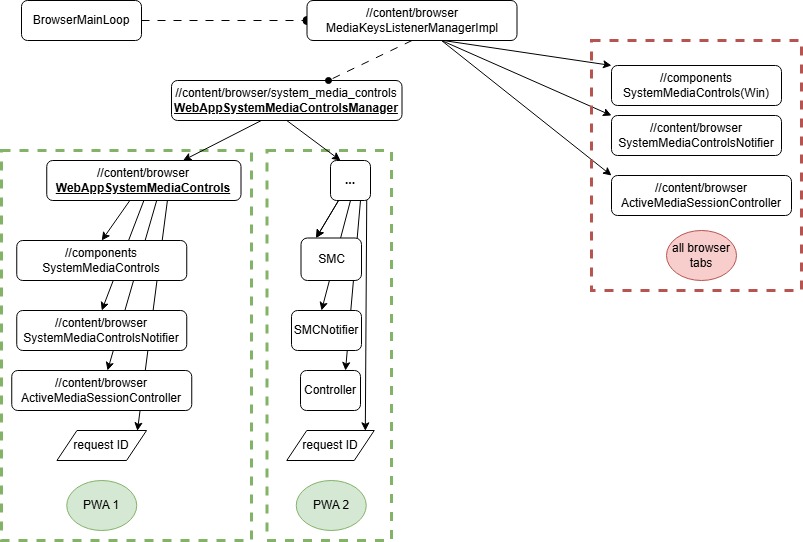 BrowserMainLoop
//content/browser
MediaKeysListenerManagerImpl
//content/browser/system_media_controls
WebAppSystemMediaControlsManager
//components
SystemMediaControls(Win)
//content/browser
SystemMediaControlsNotifier
//content/browser
ActiveMediaSessionController
all browser
tabs
//content/browser
WebAppSystemMediaControls
//components
SystemMediaControls
//content/browser
SystemMediaControlsNotifier
//content/browser
ActiveMediaSessionController
request ID
PWA 1
...
SMC
SMCNotifier
Controller
request ID
PWA 2